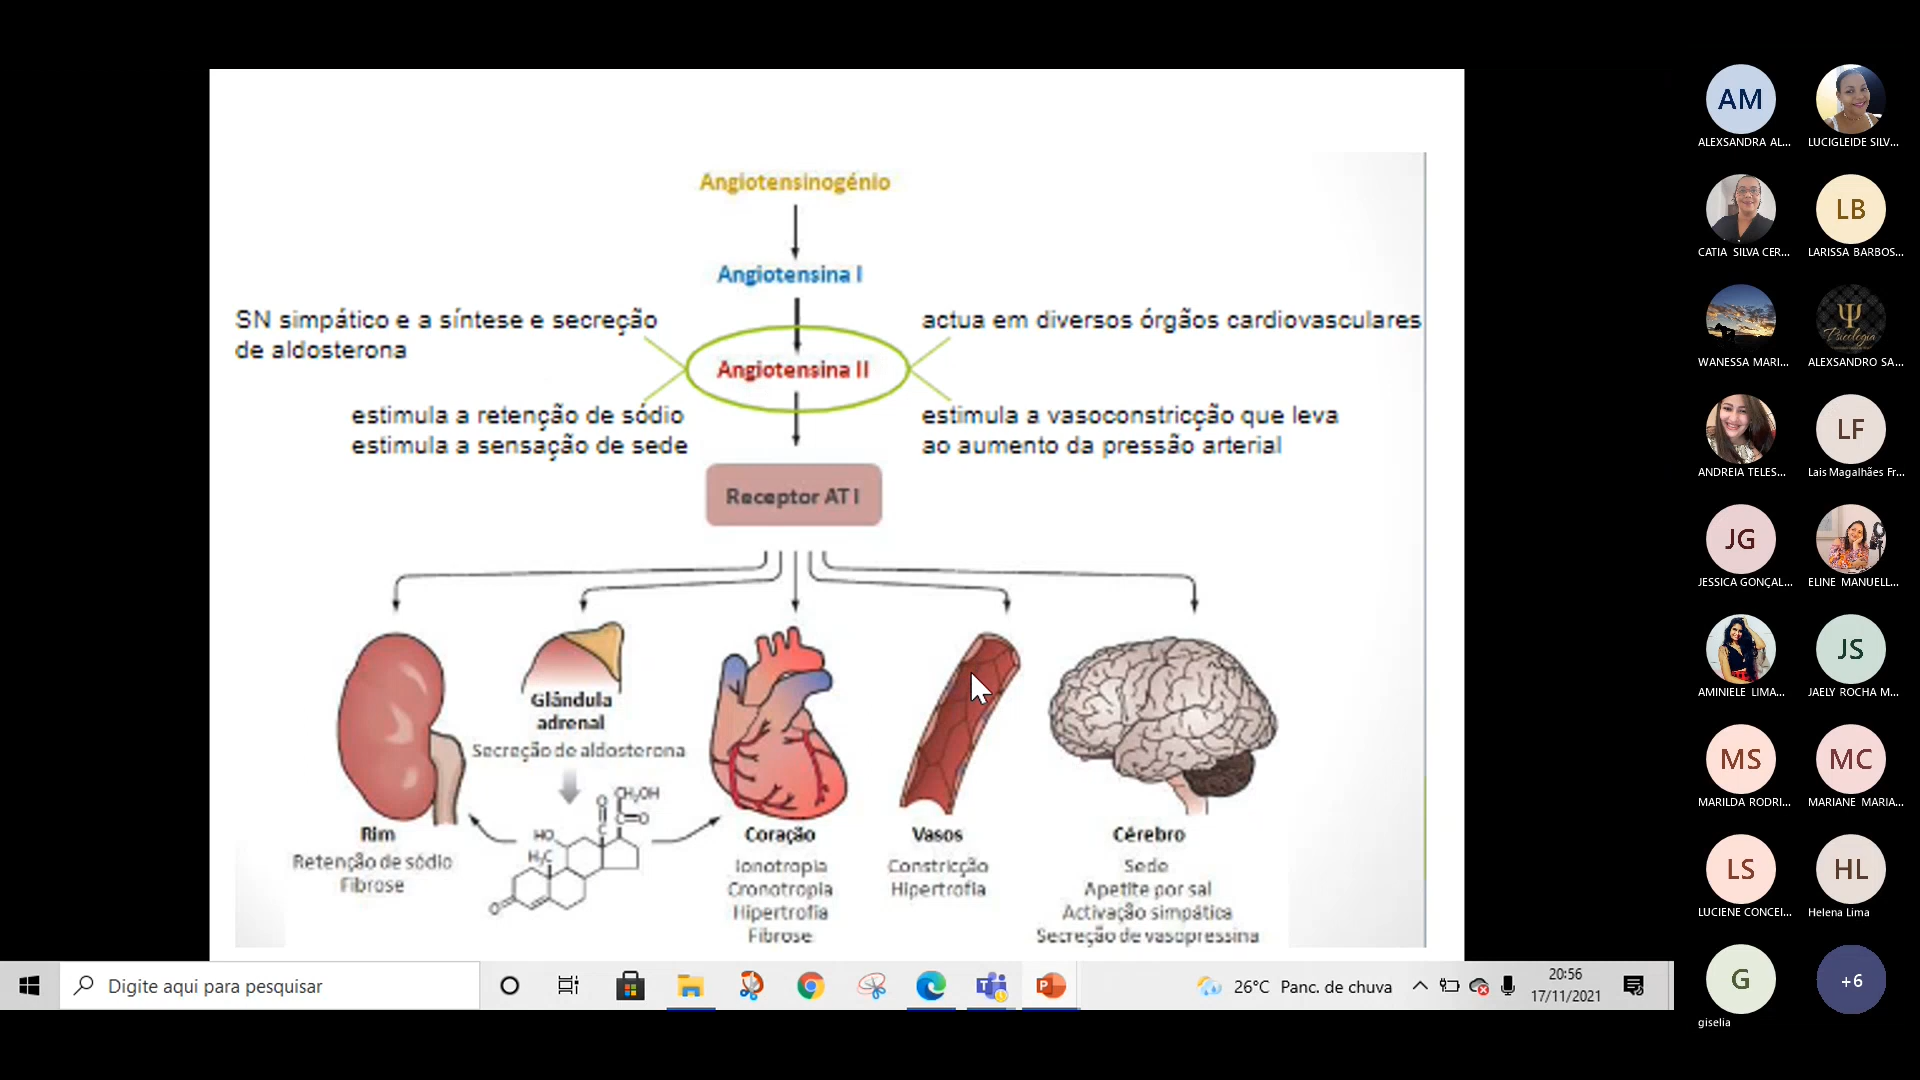 Angiotensinogénio
Angiotensina I
SN simpático e a síntese e secreção
de aldosterona
actua em diversos órgãos cardiovasculares
Angiotensina II
estimula a retenção de sódio
estimula a sensação de sede
estimula a vasoconstricção que leva
ao aumento da pressão arterial
Receptor AT I
Glândula
adrenal
Secreção de aldosterona
CH₂OH
O
C
C=O
HO
H₃C
O
Rim
Retenção de sódio
Fibrose
Coração
Ionotropia
Cronotropia
Hipertrofia
Fibrose
Vasos
Constricção
Hipertrofia
Cérebro
Sede
Apetite por sal
Activação simpática
Secreção de vasopressina
Digite aqui para pesquisar
26°C Panc. de chuva
20:56
17/11/2021
AM
ALEXSANDRA AL...
LUCIGLEIDE SILV...
CATIA SILVA CER...
LB
LARISSA BARBOS...
WANESSA MARI...
Ψ
Psicologia
ALEXSANDRO SA...
ANDREIA TELES...
LF
Lais Magalhães Fr...
JG
JESSICA GONÇAL...
ELINE MANUELL...
AMINIELE LIMA...
JS
JAELY ROCHA M...
MS
MARILDA RODRI...
MC
MARIANE MARIA...
LS
LUCIENE CONCEI...
HL
Helena Lima
G
giselia
+6